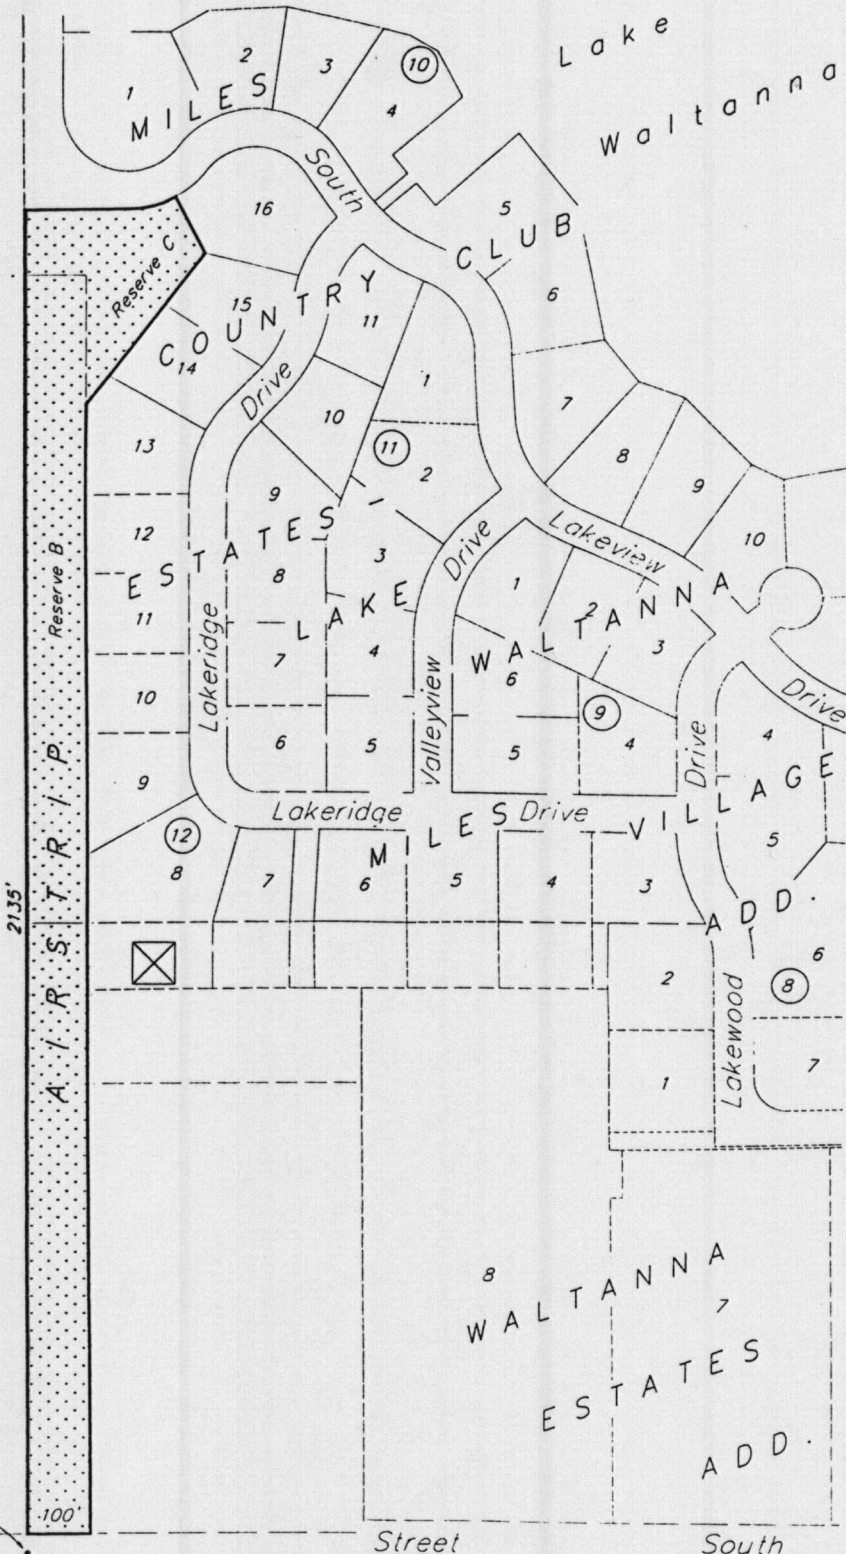 Lake
Waltanna
MILES
COUNTRY CLUB
ESTATES
1
2
3
10
4
South
16
5
Reserve C
15
11
6
14
Drive
1
7
13
10
11
2
8
9
9
Drive
Lakeview
10
12
Reserve B
8
3
1
2
3
11
Lakeridge
7
4
Valleyview
6
9
4
Drive
Drive
4
10
6
5
5
9
LAKE WALTANNA
Lakeridge Drive
MILES VILLAGE ADD.
5
12
8
7
6
5
4
3
2135'
AIRSTRIP
2
6
8
Lakewood
1
7
8
WALTANNA
7
ESTATES
ADD.
100'
Street South